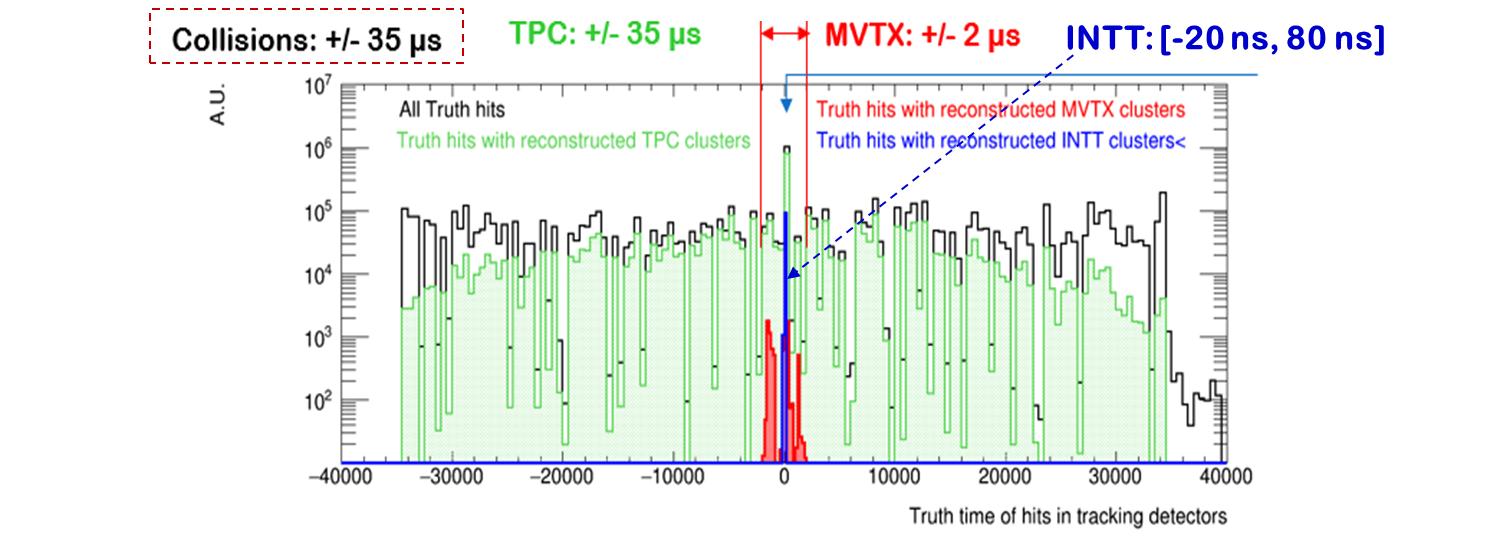 Collisions: +/- 35 µs
TPC: +/- 35 µs
MVTX: +/- 2 µs
INTT: [-20 ns, 80 ns]
A.U.
All Truth hits
Truth hits with reconstructed TPC clusters
Truth hits with reconstructed MVTX clusters
Truth hits with reconstructed INTT clusters<
10⁷
10⁶
10⁵
10⁴
10³
10²
−40000 −30000 −20000 −10000 0 10000 20000 30000 40000
Truth time of hits in tracking detectors